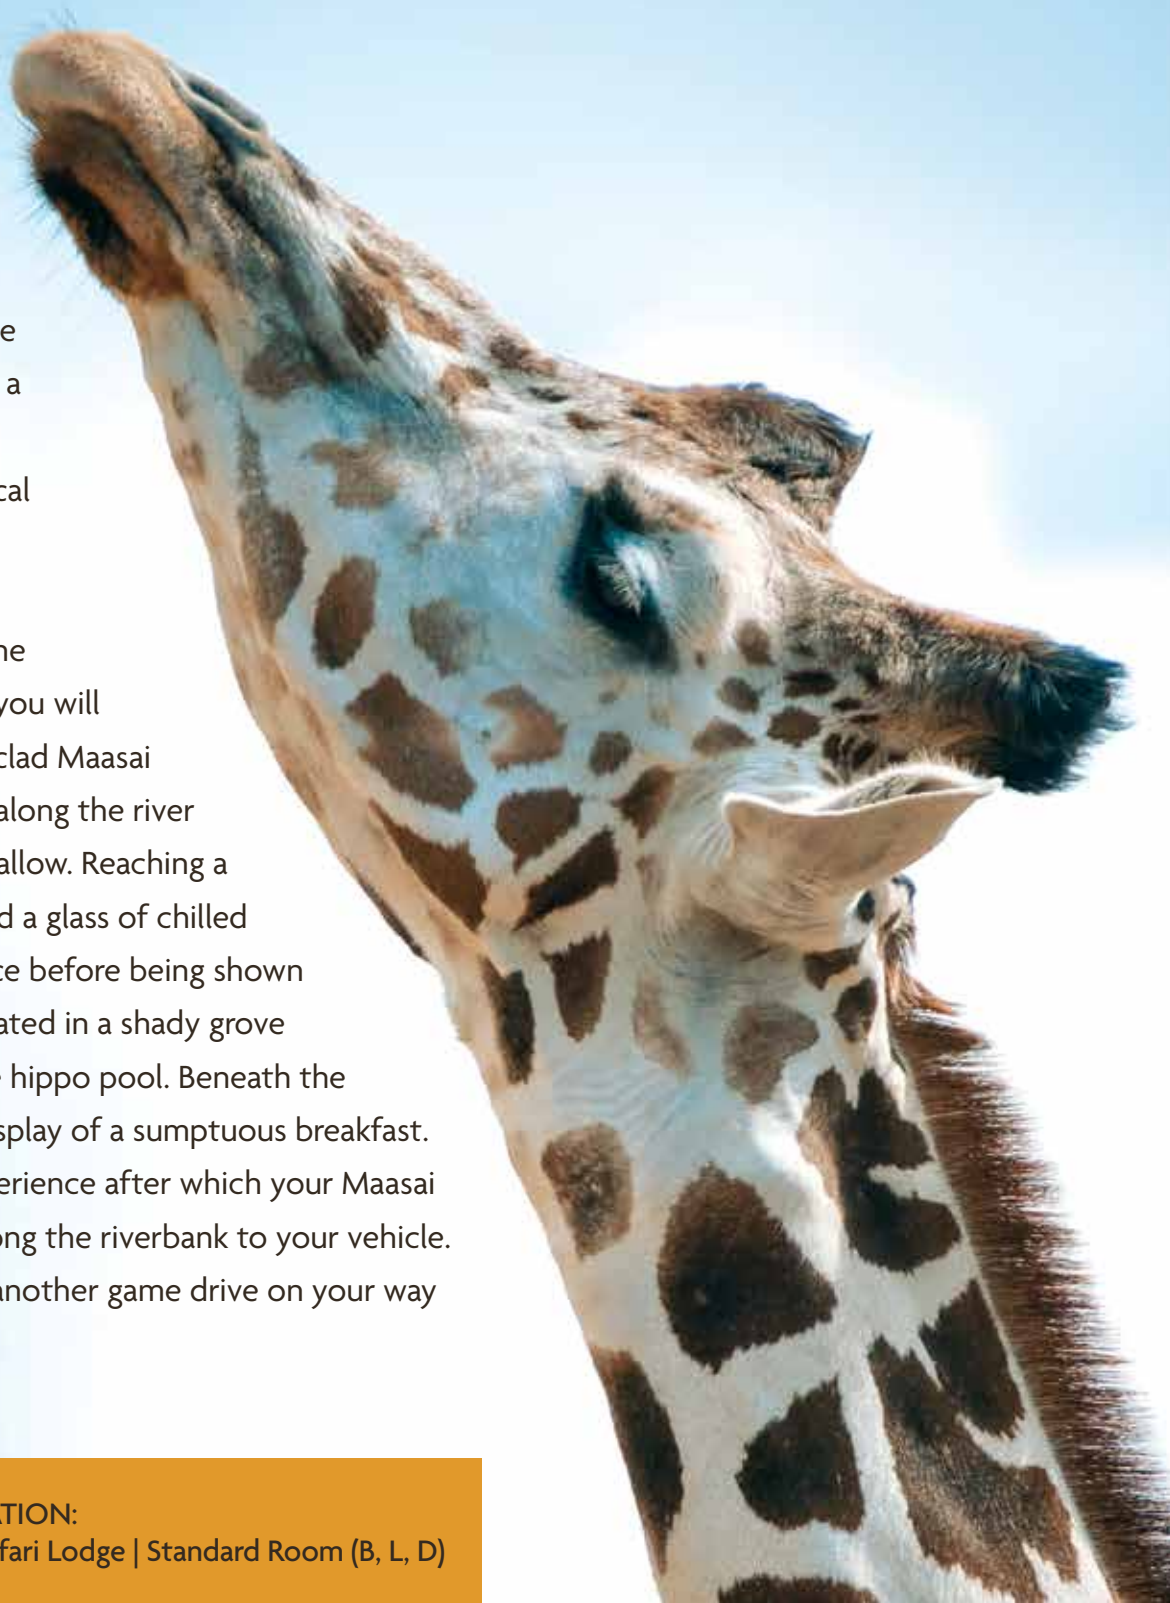 e
a
cal
ne
you will
clad Maasai
along the river
allow. Reaching a
d a glass of chilled
ce before being shown
ated in a shady grove
e hippo pool. Beneath the
splay of a sumptuous breakfast.
erience after which your Maasai
ong the riverbank to your vehicle.
another game drive on your way
ATION:
fari Lodge | Standard Room (B, L, D)